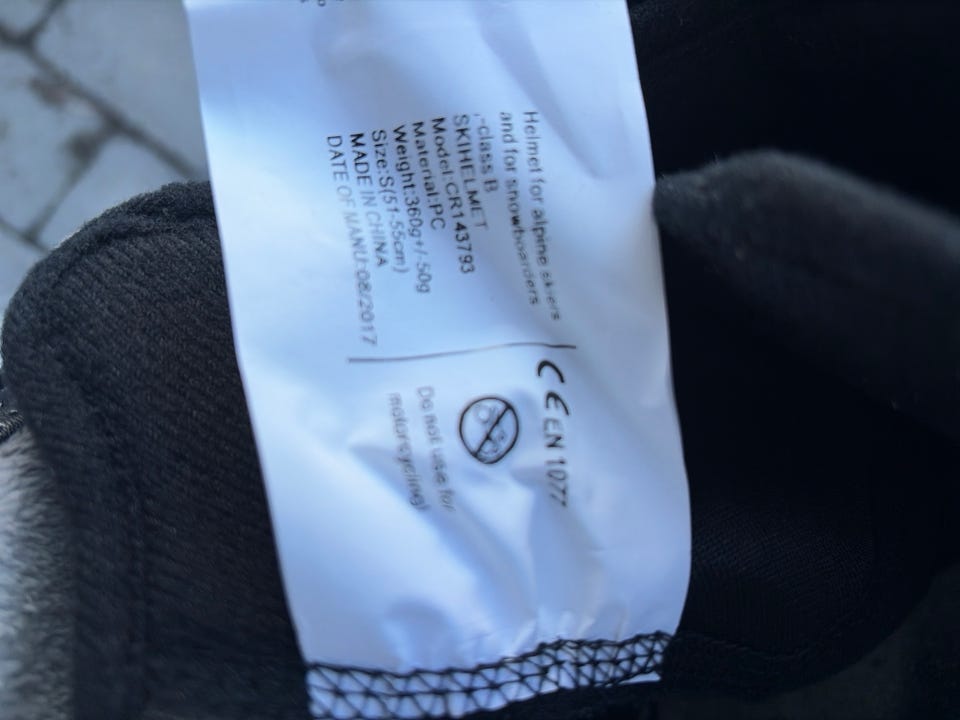 Helmet for alpine skiers
and for snowboarders
,-class B
SKIHELMET
Model:CR143793
Material:PC
Weight:360g+/-50g
Size:S(51-55cm)
MADE IN CHINA
DATE OF MANU:08/2017
CE EN 1077
Do not use for
motorcycling!